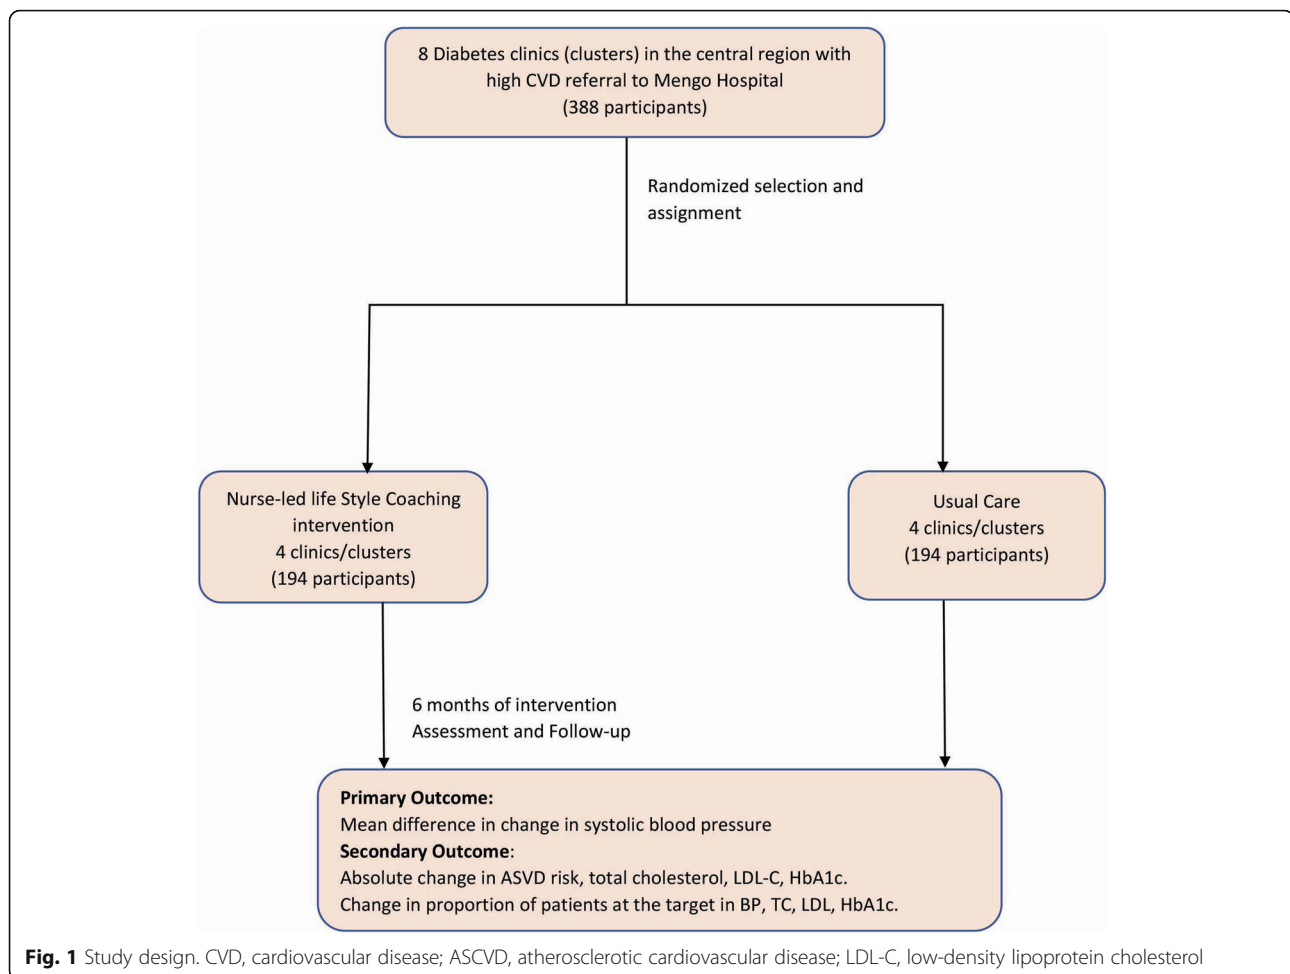 8 Diabetes clinics (clusters) in the central region with
high CVD referral to Mengo Hospital
(388 participants)
Randomized selection and
assignment
Nurse-led life Style Coaching
intervention
4 clinics/clusters
(194 participants)
Usual Care
4 clinics/clusters
(194 participants)
6 months of intervention
Assessment and Follow-up
Primary Outcome:
Mean difference in change in systolic blood pressure
Secondary Outcome:
Absolute change in ASVD risk, total cholesterol, LDL-C, HbA1c.
Change in proportion of patients at the target in BP, TC, LDL, HbA1c.
Fig. 1 Study design. CVD, cardiovascular disease; ASCVD, atherosclerotic cardiovascular disease; LDL-C, low-density lipoprotein cholesterol